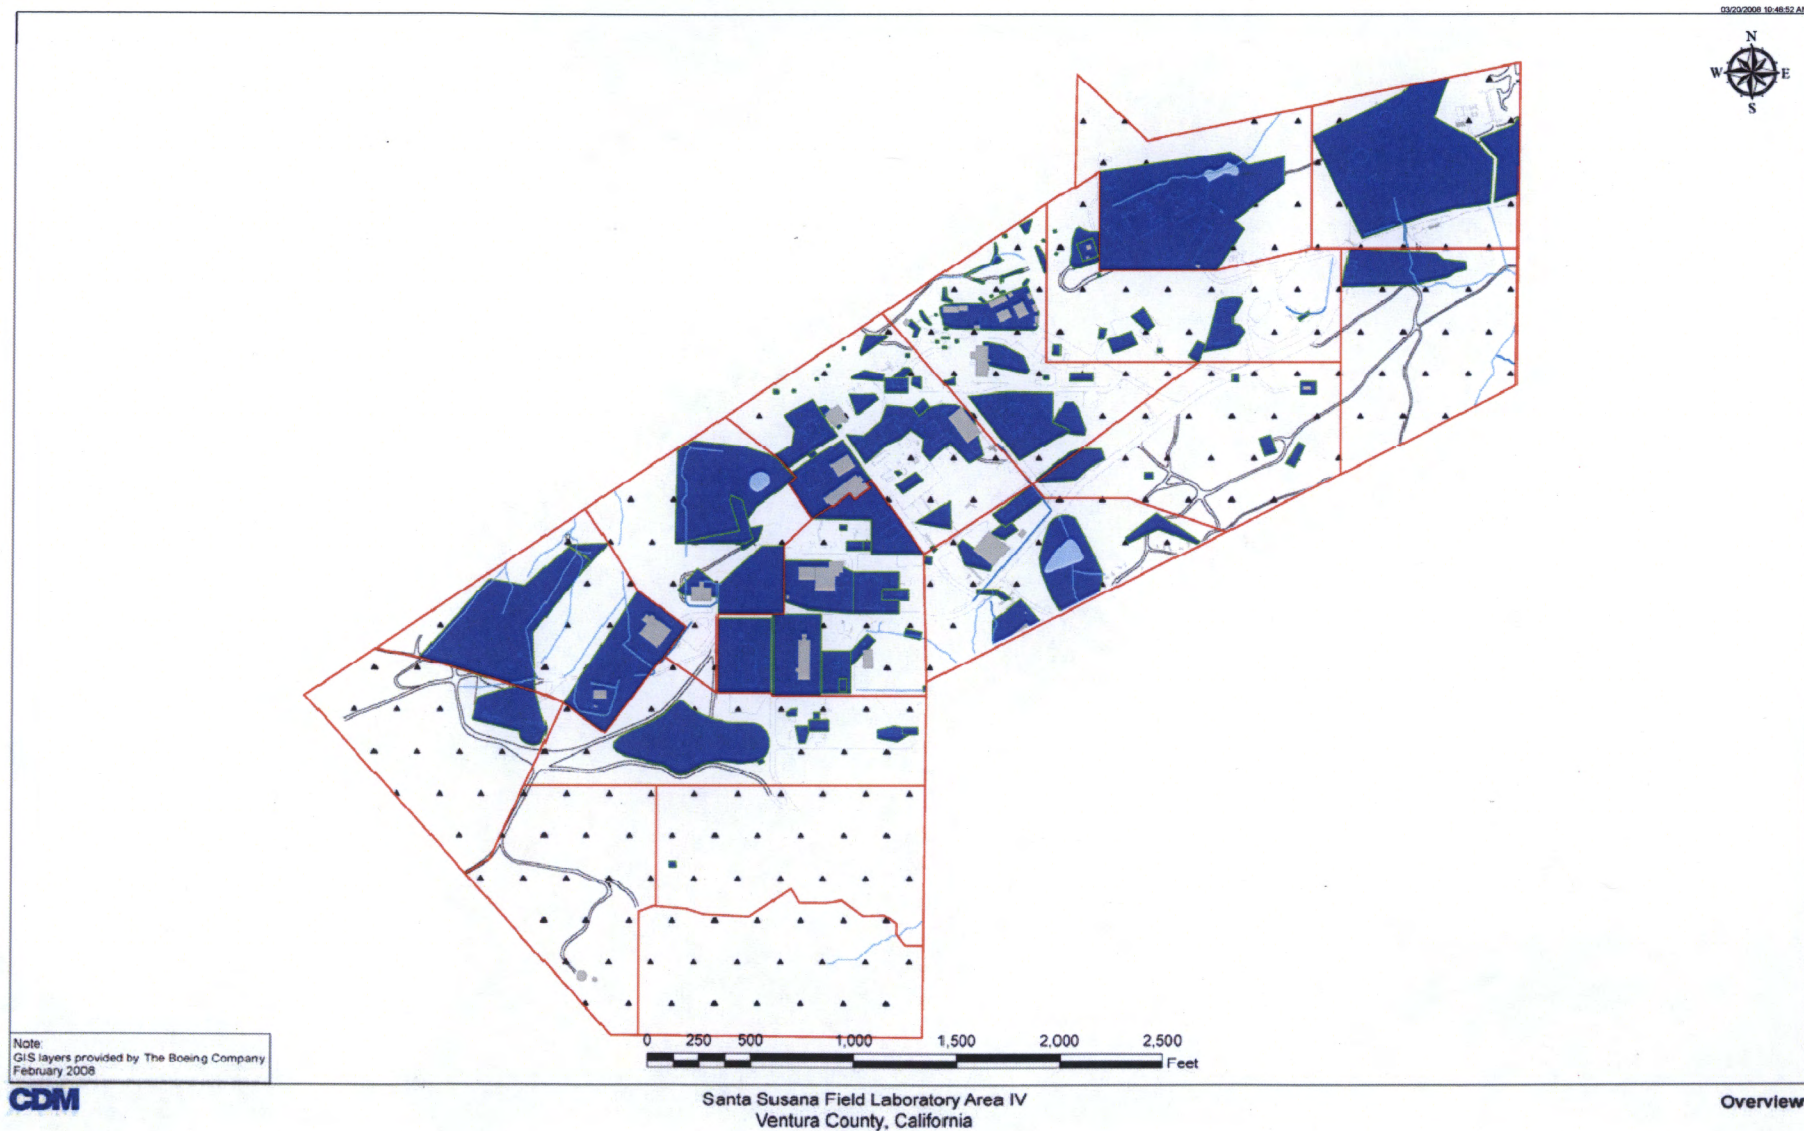 03/20/2008 10:46:52 AM
N
W E
S
0 250 500 1,000 1,500 2,000 2,500
Feet
Note:
GIS layers provided by The Boeing Company
February 2008
CDM
Santa Susana Field Laboratory Area IV
Ventura County, California
Overview